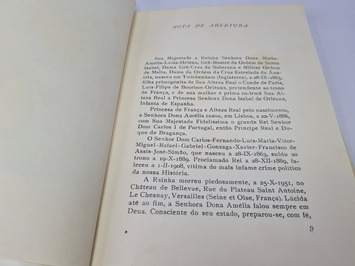 NOTA DE ABERTURA
Sua Majestade a Rainha Senhora Dona Maria-
Amélia-Luísa-Helena, Grã-Mestra da Ordem de Santa
Isabel, Dama Grã-Cruz da Soberana e Militar Ordem
de Malta, Dama da Ordem da Cruz Estrelada da Áus-
tria, nasceu em Twickenham (Inglaterra), a 28-IX-1865,
filha primogénita de Sua Alteza Real o Conde de Paris,
Luís-Filipe de Bourbon-Orléans, pretendente ao trono
de França, e de sua mulher e prima coirmã Sua Al-
teza Real a Princesa Senhora Dona Isabel de Orléans,
Infanta de Espanha.
Princesa de França e Alteza Real pelo nascimento,
a Senhora Dona Amélia casou, em Lisboa, a 22-V-1886,
com Sua Majestade Fidelíssima o grande Rei Senhor
Dom Carlos I de Portugal, então Príncipe Real e Du-
que de Bragança.
O Senhor Dom Carlos-Fernando-Luís-Maria-Vítor-
Miguel-Rafael-Gabriel-Gonzaga-Xavier-Francisco de
Assis-José-Simão, que nasceu a 28-IX-1863, subiu ao
trono a 19-X-1889. Proclamado Rei a 28-XII-1889, fa-
leceu a 1-II-1908, vítima do mais infame crime político
da nossa História.
A Rainha morreu piedosamente, a 25-X-1951, no
Château de Bellevue, Rue du Plateau Saint Antoine,
Le Chesnay, Versailles (Seine et Oise, França). Lúcida
até ao fim, a Senhora Dona Amélia falou sempre em
Deus. Consciente do seu estado, preparou-se, com fé,
9